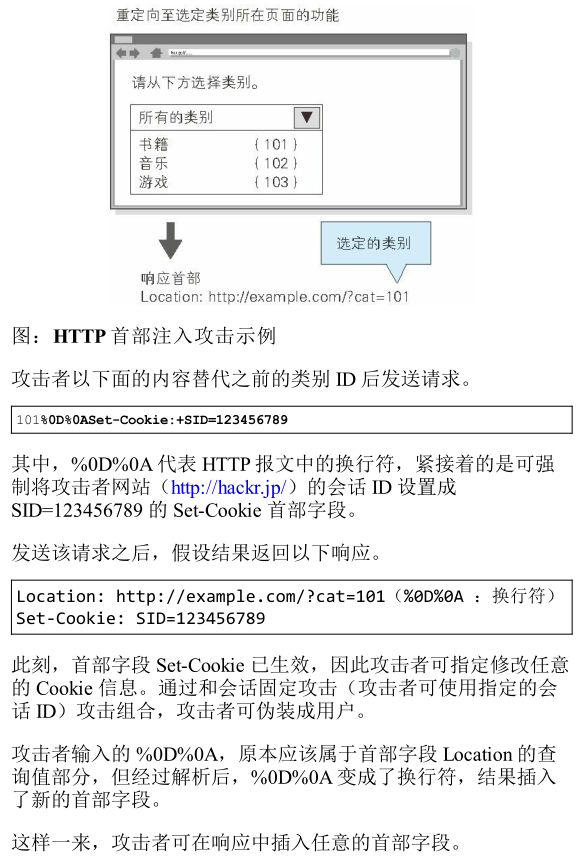 重定向至选定类别所在页面的功能
请从下方选择类别。
所有的类别 ▼
书籍 {101}
音乐 {102}
游戏 {103}
选定的类别
响应首部
Location: http://example.com/?cat=101
图：HTTP 首部注入攻击示例
攻击者以下面的内容替代之前的类别 ID 后发送请求。
101%0D%0ASet-Cookie:+SID=123456789
其中，%0D%0A 代表 HTTP 报文中的换行符，紧接着的是可强
制将攻击者网站（http://hackr.jp/）的会话 ID 设置成
SID=123456789 的 Set-Cookie 首部字段。
发送该请求之后，假设结果返回以下响应。
Location: http://example.com/?cat=101（%0D%0A ：换行符）
Set-Cookie: SID=123456789
此刻，首部字段 Set-Cookie 已生效，因此攻击者可指定修改任意
的 Cookie 信息。通过和会话固定攻击（攻击者可使用指定的会
话 ID）攻击组合，攻击者可伪装成用户。
攻击者输入的 %0D%0A，原本应该属于首部字段 Location 的查
询值部分，但经过解析后，%0D%0A 变成了换行符，结果插入
了新的首部字段。
这样一来，攻击者可在响应中插入任意的首部字段。